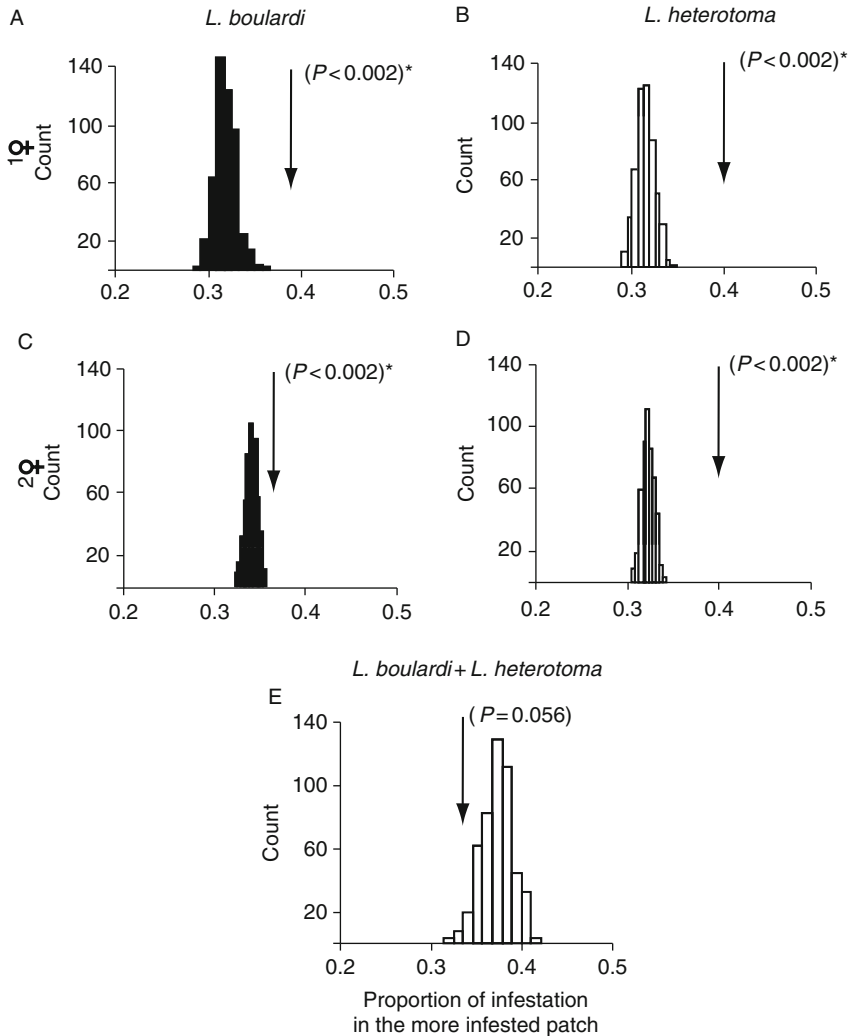 A
L. boulardi
B
L. heterotoma
140
100
60
20
1♀
Count
(P<0.002)*
0.2
0.3
0.4
0.5
140
100
60
20
Count
(P<0.002)*
0.2
0.3
0.4
0.5
C
140
100
60
20
2♀
Count
(P<0.002)*
0.2
0.3
0.4
0.5
D
140
100
60
20
Count
(P<0.002)*
0.2
0.3
0.4
0.5
L. boulardi+ L. heterotoma
E
140
100
60
20
Count
(P=0.056)
0.2
0.3
0.4
0.5
Proportion of infestation
in the more infested patch